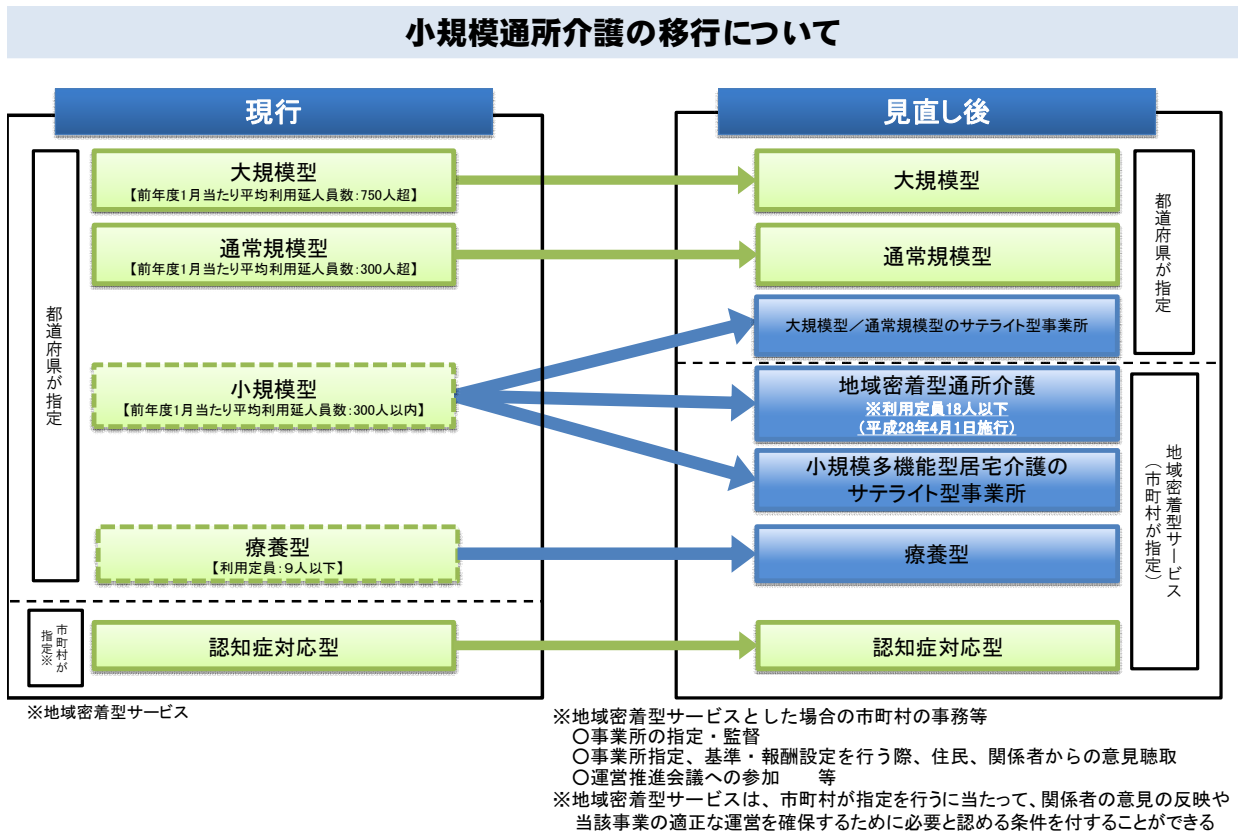 小規模通所介護の移行について
現行
都道府県が指定
大規模型
【前年度1月当たり平均利用延人員数:750人超】
通常規模型
【前年度1月当たり平均利用延人員数:300人超】
小規模型
【前年度1月当たり平均利用延人員数:300人以内】
療養型
【利用定員:9人以下】
市町村が
指定※
認知症対応型
※地域密着型サービス
見直し後
大規模型
通常規模型
大規模型／通常規模型のサテライト型事業所
都道府県が指定
地域密着型通所介護
※利用定員18人以下
（平成28年4月1日施行）
小規模多機能型居宅介護の
サテライト型事業所
療養型
認知症対応型
地域密着型サービス
（市町村が指定）
※地域密着型サービスとした場合の市町村の事務等
○事業所の指定・監督
○事業所指定、基準・報酬設定を行う際、住民、関係者からの意見聴取
○運営推進会議への参加　　等
※地域密着型サービスは、市町村が指定を行うに当たって、関係者の意見の反映や
当該事業の適正な運営を確保するために必要と認める条件を付することができる